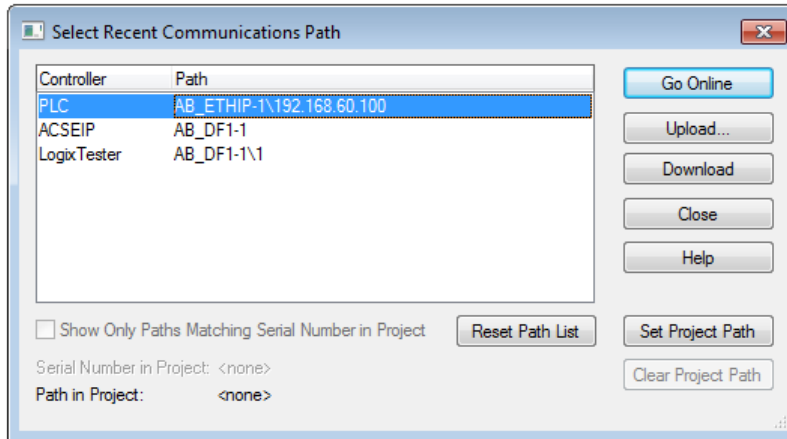 Select Recent Communications Path
Controller Path
PLC AB_ETHIP-1\192.168.60.100
ACSEIP AB_DF1-1
LogixTester AB_DF1-1\1
Go Online
Upload...
Download
Close
Help
Show Only Paths Matching Serial Number in Project
Reset Path List
Set Project Path
Serial Number in Project: <none>
Clear Project Path
Path in Project: <none>